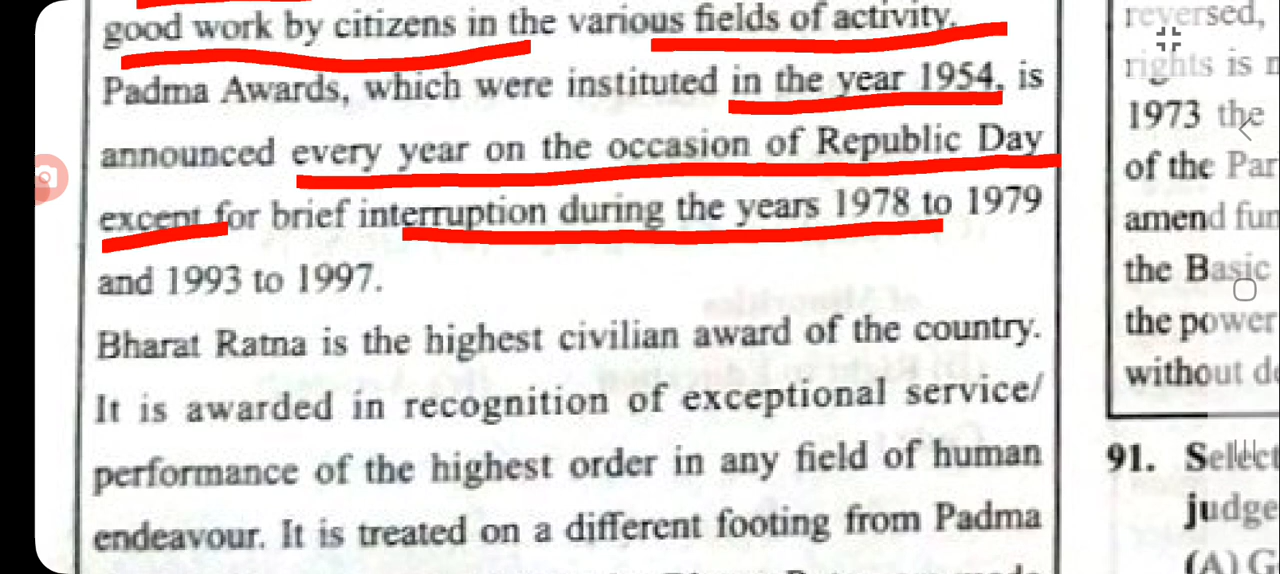 good work by citizens in the various fields of activity.
Padma Awards, which were instituted in the year 1954, is
announced every year on the occasion of Republic Day
except for brief interruption during the years 1978 to 1979
and 1993 to 1997.
Bharat Ratna is the highest civilian award of the country.
It is awarded in recognition of exceptional service/
performance of the highest order in any field of human
endeavour. It is treated on a different footing from Padma
reversed,
rights is
1973 the
of the Par
amend fun
the Basic
the power
without de
91. Select
judge
(A) G